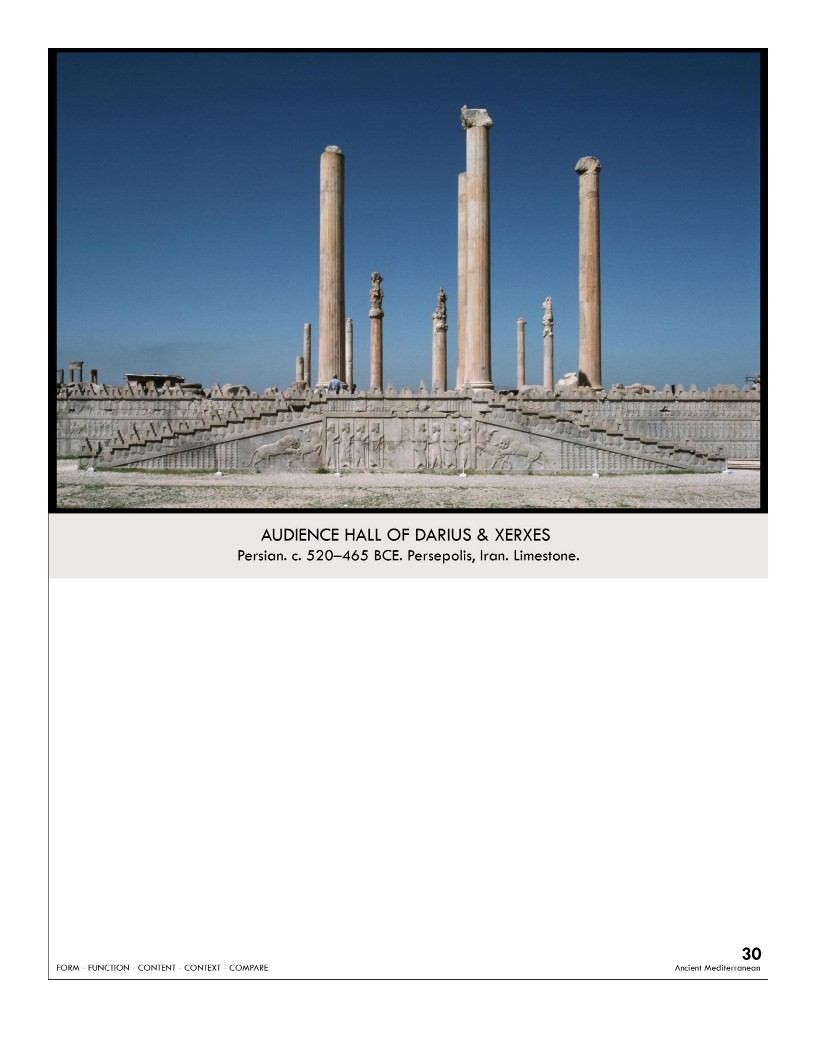 AUDIENCE HALL OF DARIUS & XERXES
Persian. c. 520–465 BCE. Persepolis, Iran. Limestone.
30
FORM · FUNCTION · CONTENT · CONTEXT · COMPARE
Ancient Mediterranean